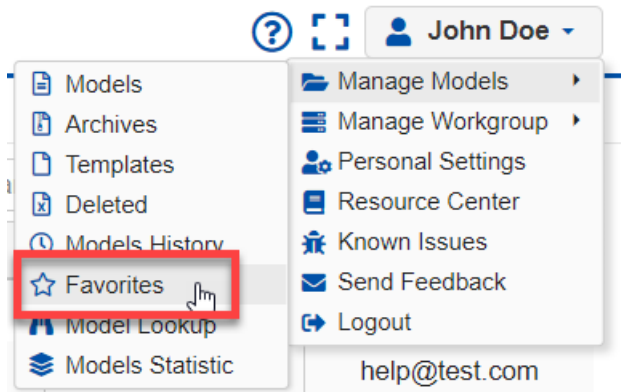 John Doe
Models
Archives
Templates
Deleted
Models History
Favorites
Model Lookup
Models Statistic
Manage Models
Manage Workgroup
Personal Settings
Resource Center
Known Issues
Send Feedback
Logout
help@test.com